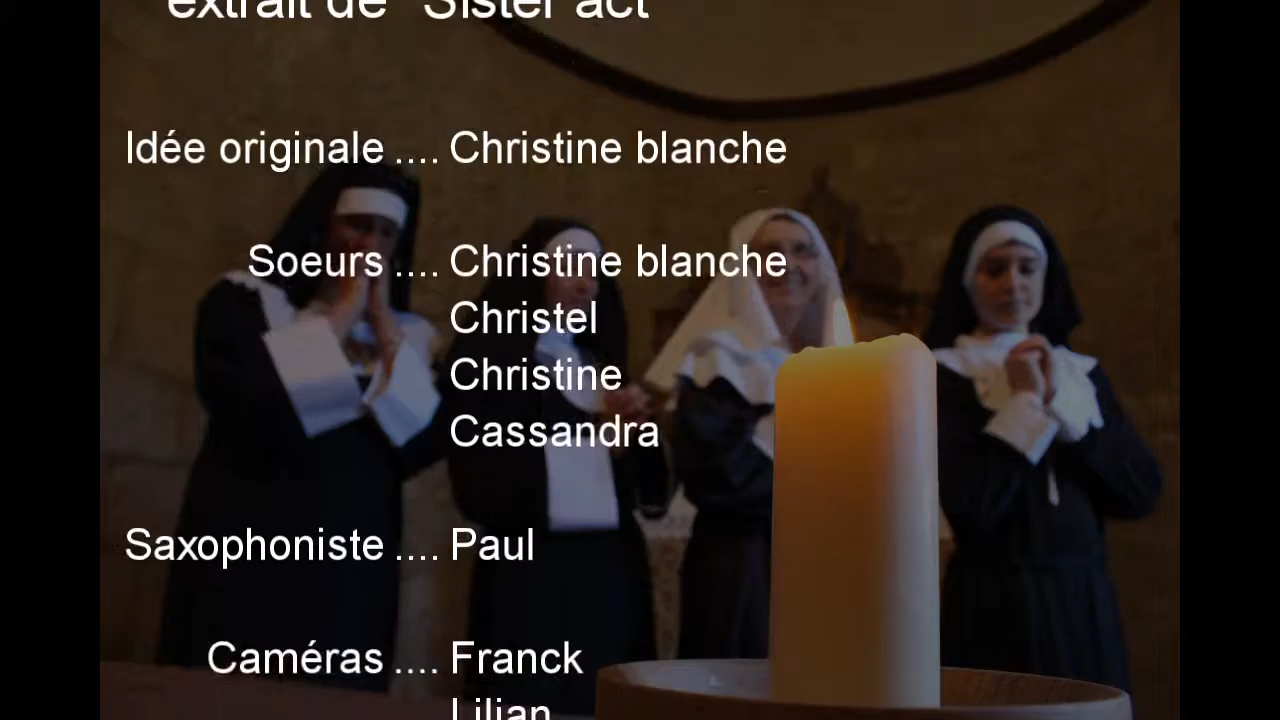 extrait de "Sister act"
Idée originale .... Christine blanche
Soeurs .... Christine blanche
Christel
Christine
Cassandra
Saxophoniste .... Paul
Caméras .... Franck
Lilian